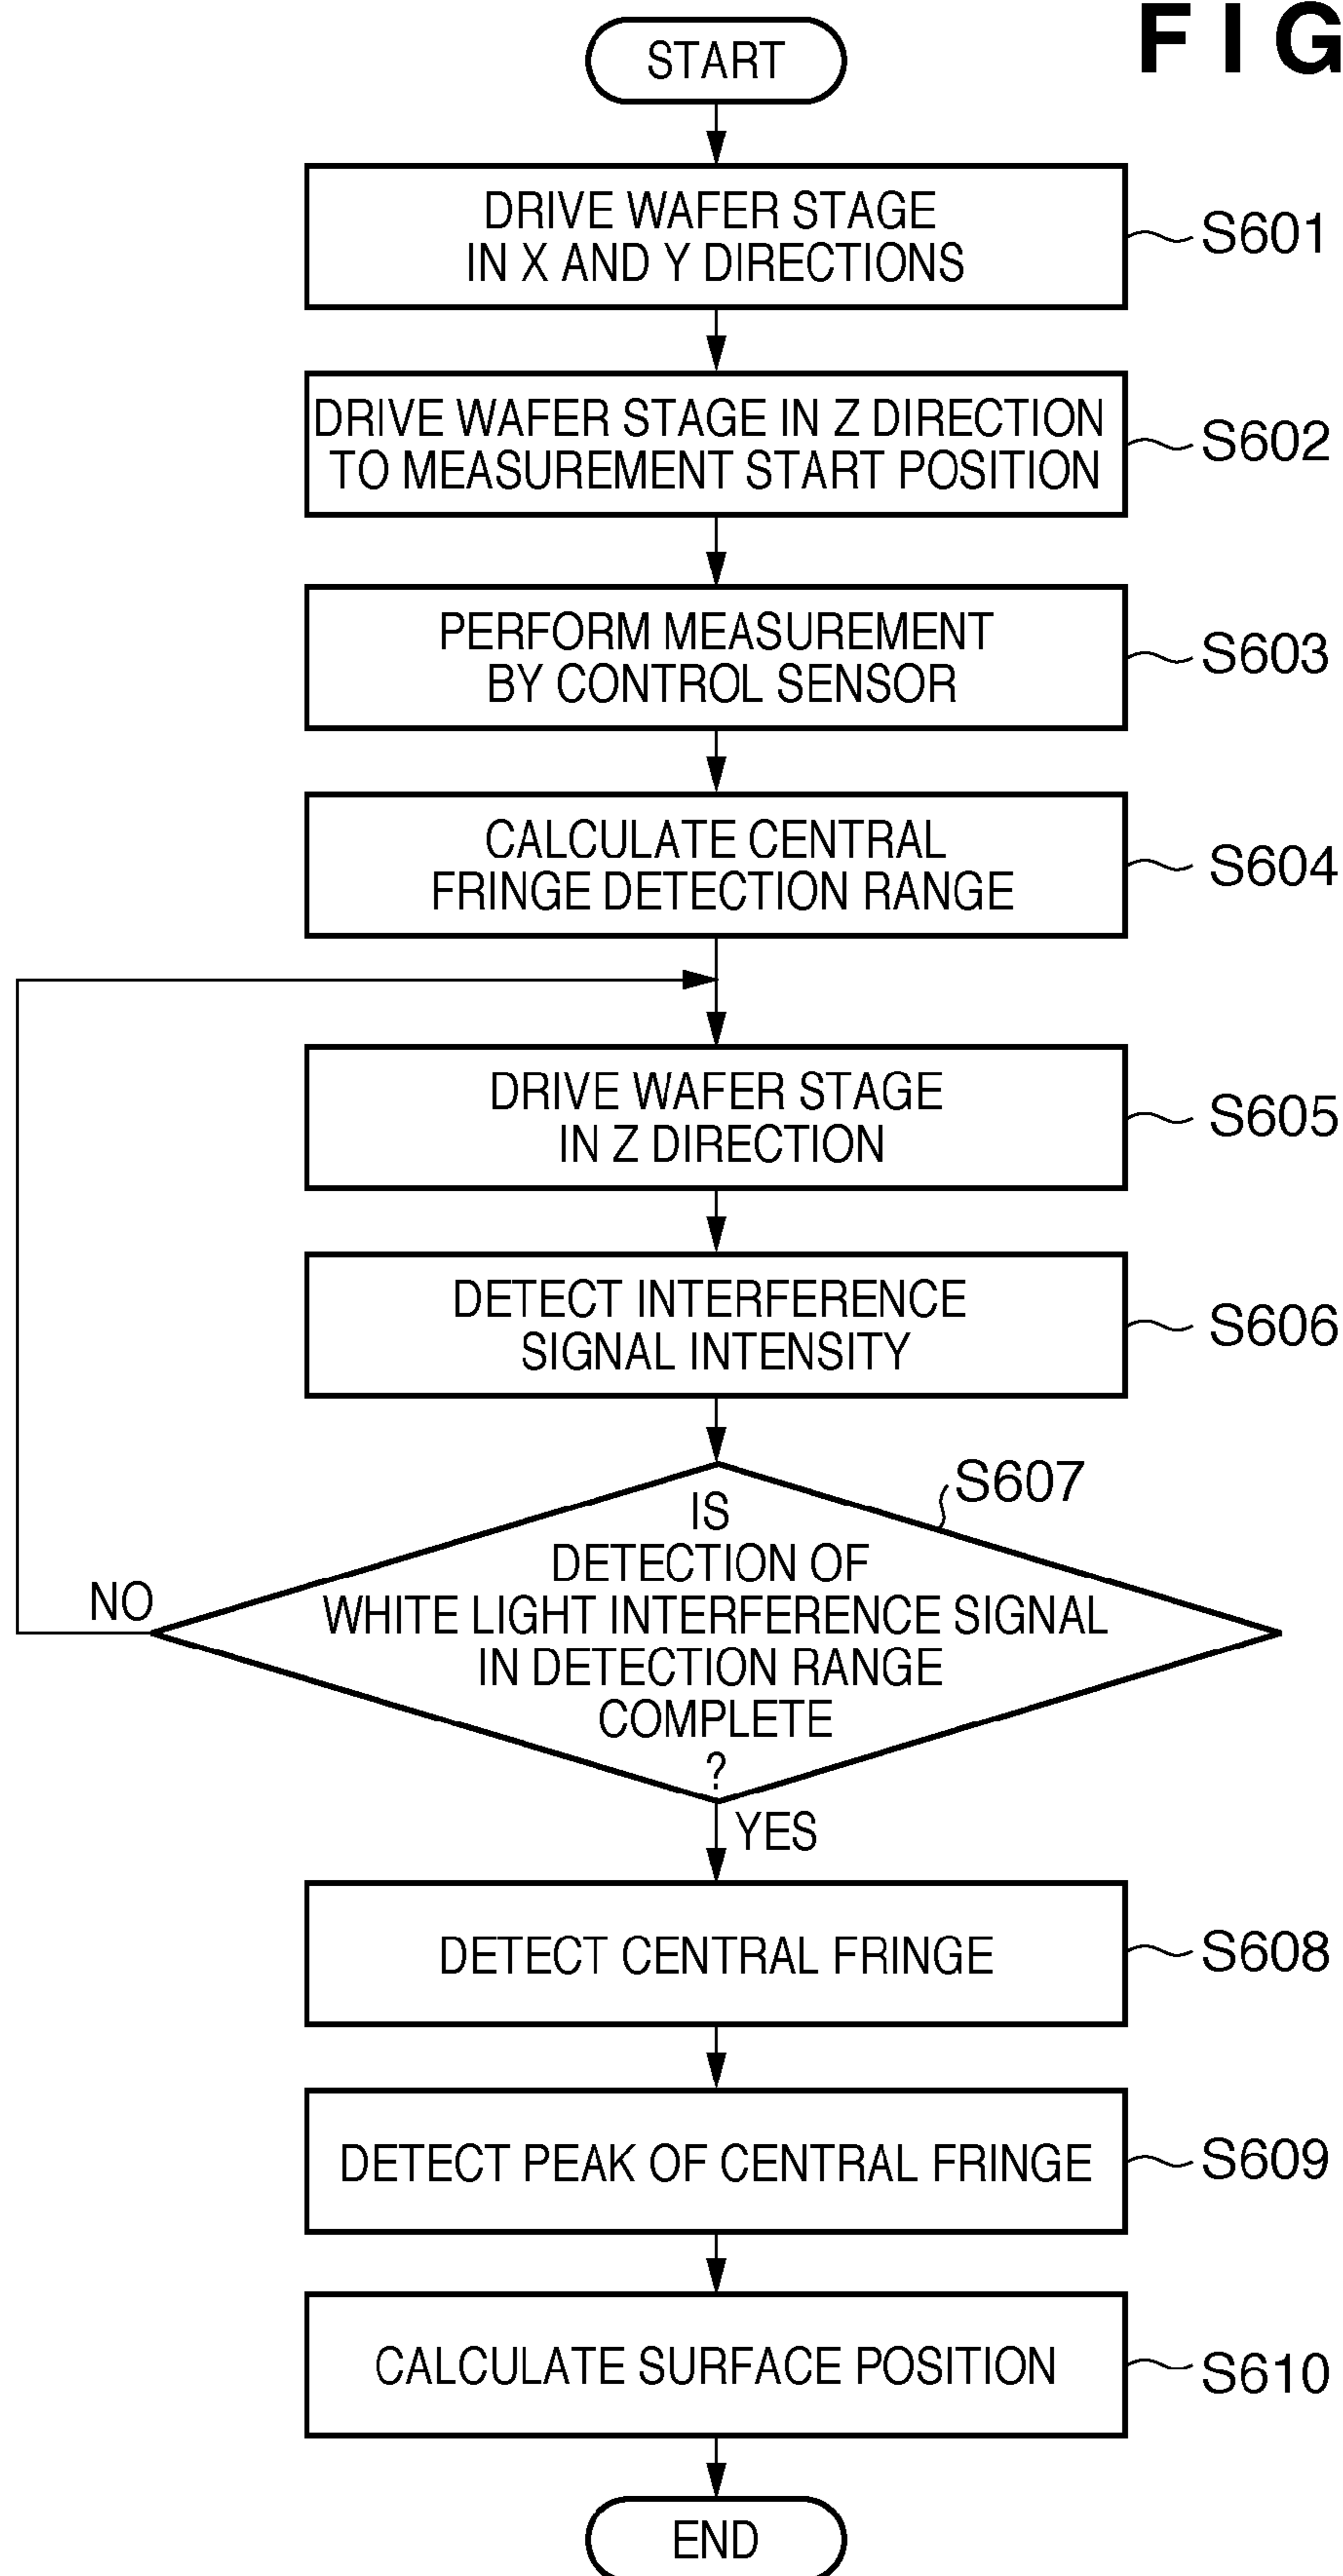 FIG
START
DRIVE WAFER STAGE
IN X AND Y DIRECTIONS
S601
DRIVE WAFER STAGE IN Z DIRECTION
TO MEASUREMENT START POSITION
S602
PERFORM MEASUREMENT
BY CONTROL SENSOR
S603
CALCULATE CENTRAL
FRINGE DETECTION RANGE
S604
DRIVE WAFER STAGE
IN Z DIRECTION
S605
DETECT INTERFERENCE
SIGNAL INTENSITY
S606
S607
IS
DETECTION OF
WHITE LIGHT INTERFERENCE SIGNAL
IN DETECTION RANGE
COMPLETE
?
NO
YES
DETECT CENTRAL FRINGE
S608
DETECT PEAK OF CENTRAL FRINGE
S609
CALCULATE SURFACE POSITION
S610
END